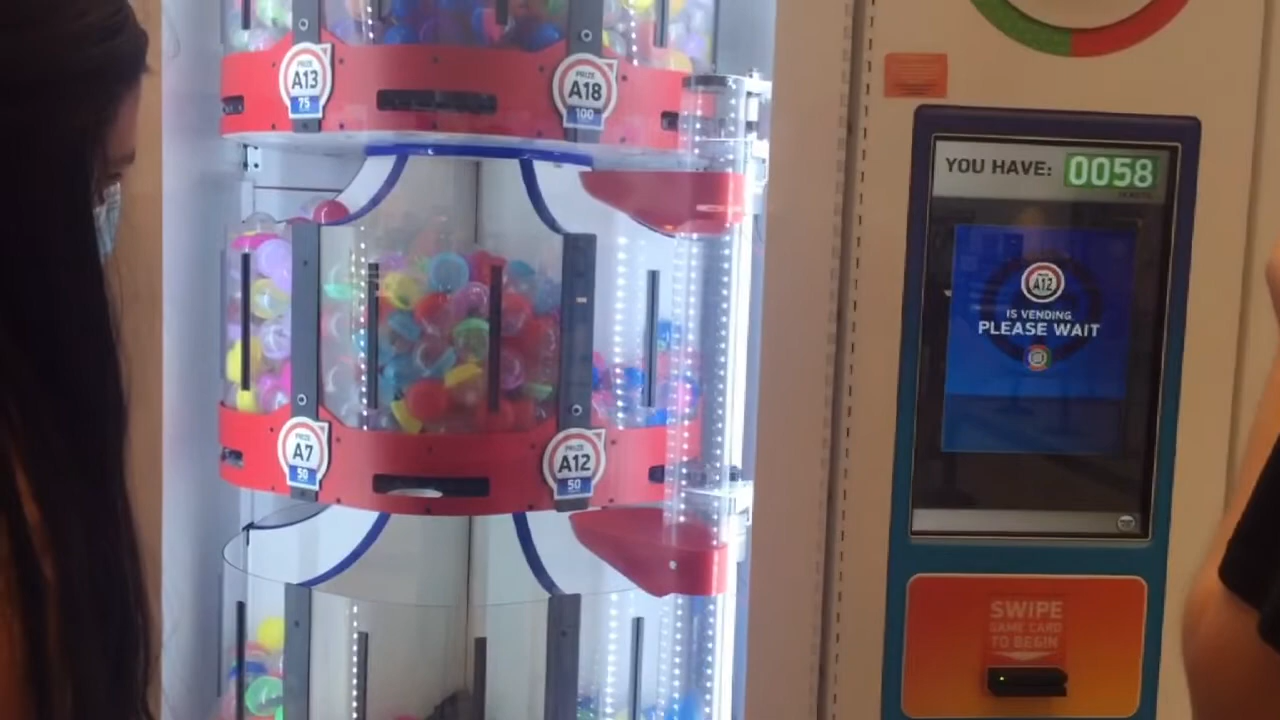 PRIZE
A13
75
PRIZE
A18
100
YOU HAVE: 0058
PRIZE
A12
IS VENDING
PLEASE WAIT
PRIZE
A7
50
PRIZE
A12
50
SWIPE
GAME CARD
TO BEGIN